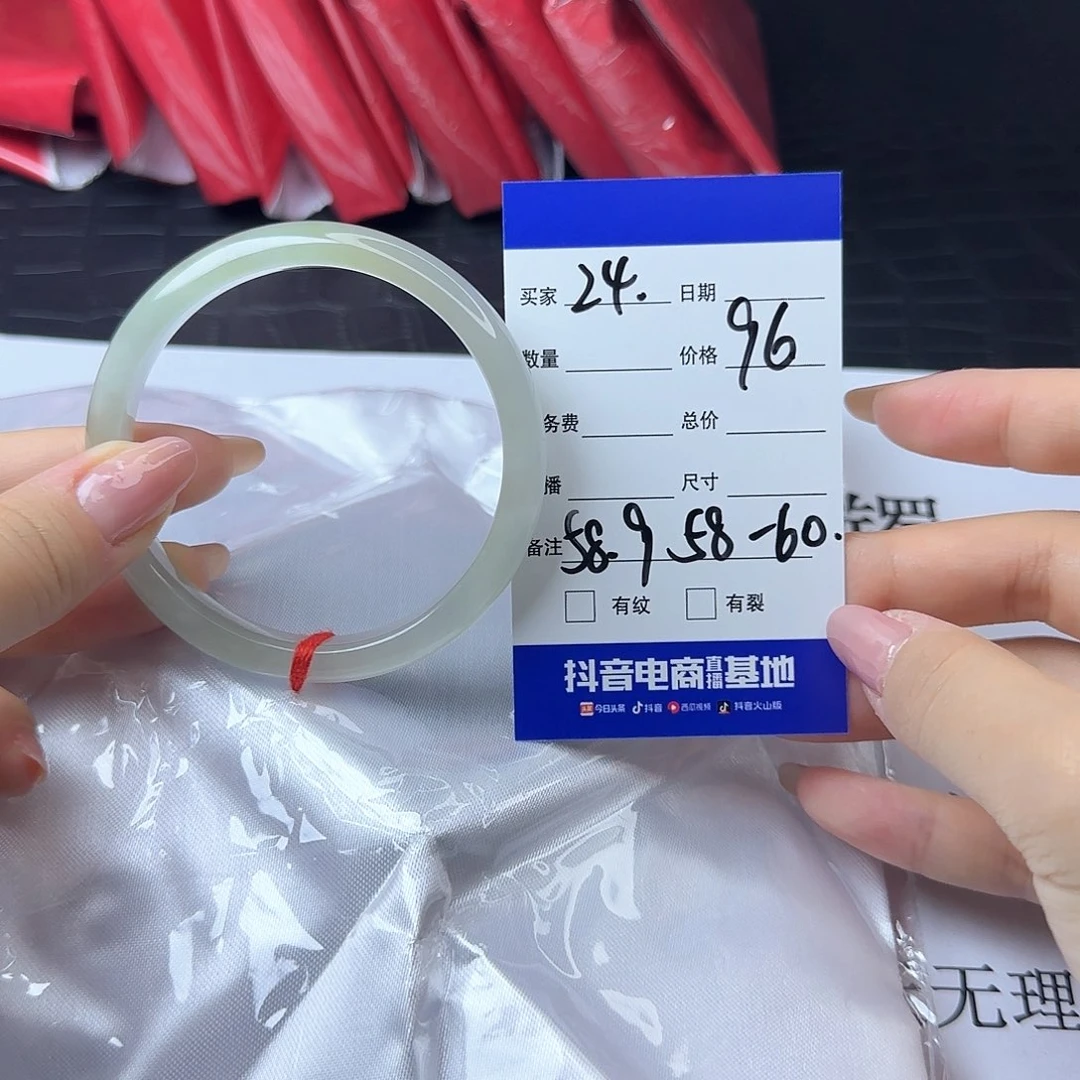 买家 24. 日期
数量 价格 96
务费 总价
播 尺寸
备注 58.9 58-60.
有纹 有裂
抖音电商直播基地
头条 今日头条 抖音 西瓜视频 抖音火山版
无理